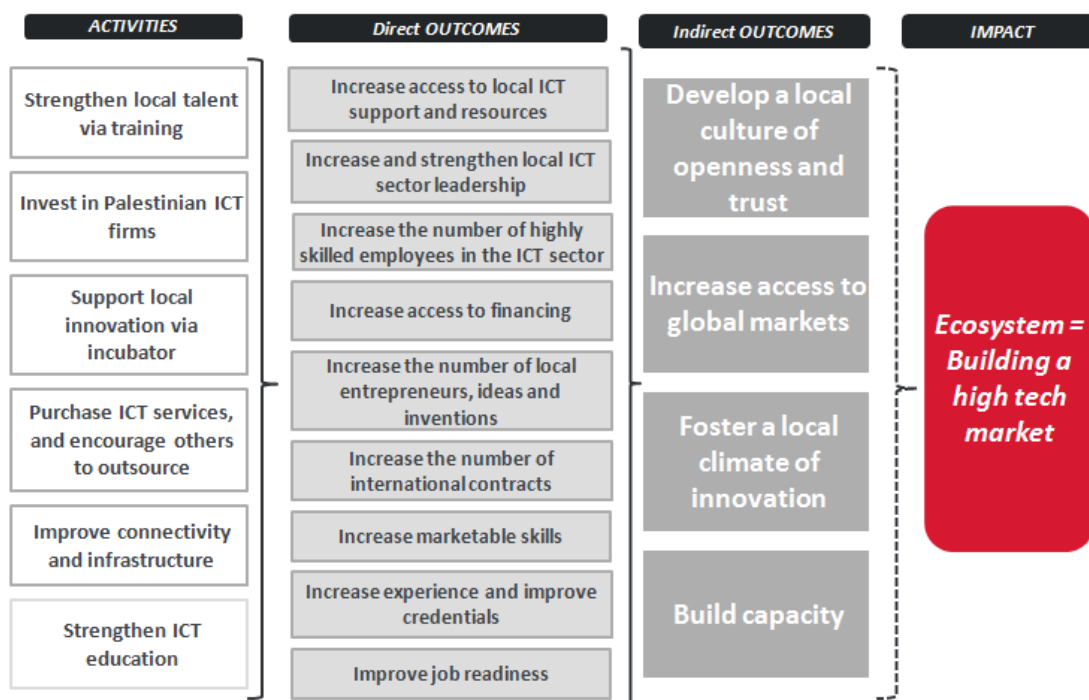 ACTIVITIES
Strengthen local talent
via training
Invest in Palestinian ICT
firms
Support local
innovation via
incubator
Purchase ICT services,
and encourage others
to outsource
Improve connectivity
and infrastructure
Strengthen ICT
education
Direct OUTCOMES
Increase access to local ICT
support and resources
Increase and strengthen local ICT
sector leadership
Increase the number of highly
skilled employees in the ICT sector
Increase access to financing
Increase the number of local
entrepreneurs, ideas and
inventions
Increase the number of
international contracts
Increase marketable skills
Increase experience and improve
credentials
Improve job readiness
Indirect OUTCOMES
Develop a local
culture of
openness and
trust
Increase access to
global markets
Foster a local
climate of
innovation
Build capacity
IMPACT
Ecosystem =
Building a
high tech
market